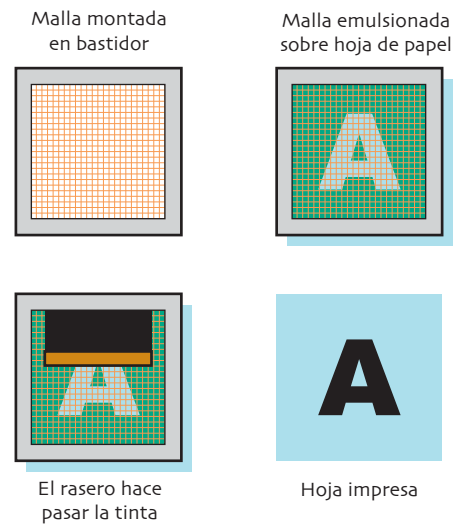 Malla montada
en bastidor
Malla emulsionada
sobre hoja de papel
A
A
El rasero hace
pasar la tinta
A
Hoja impresa